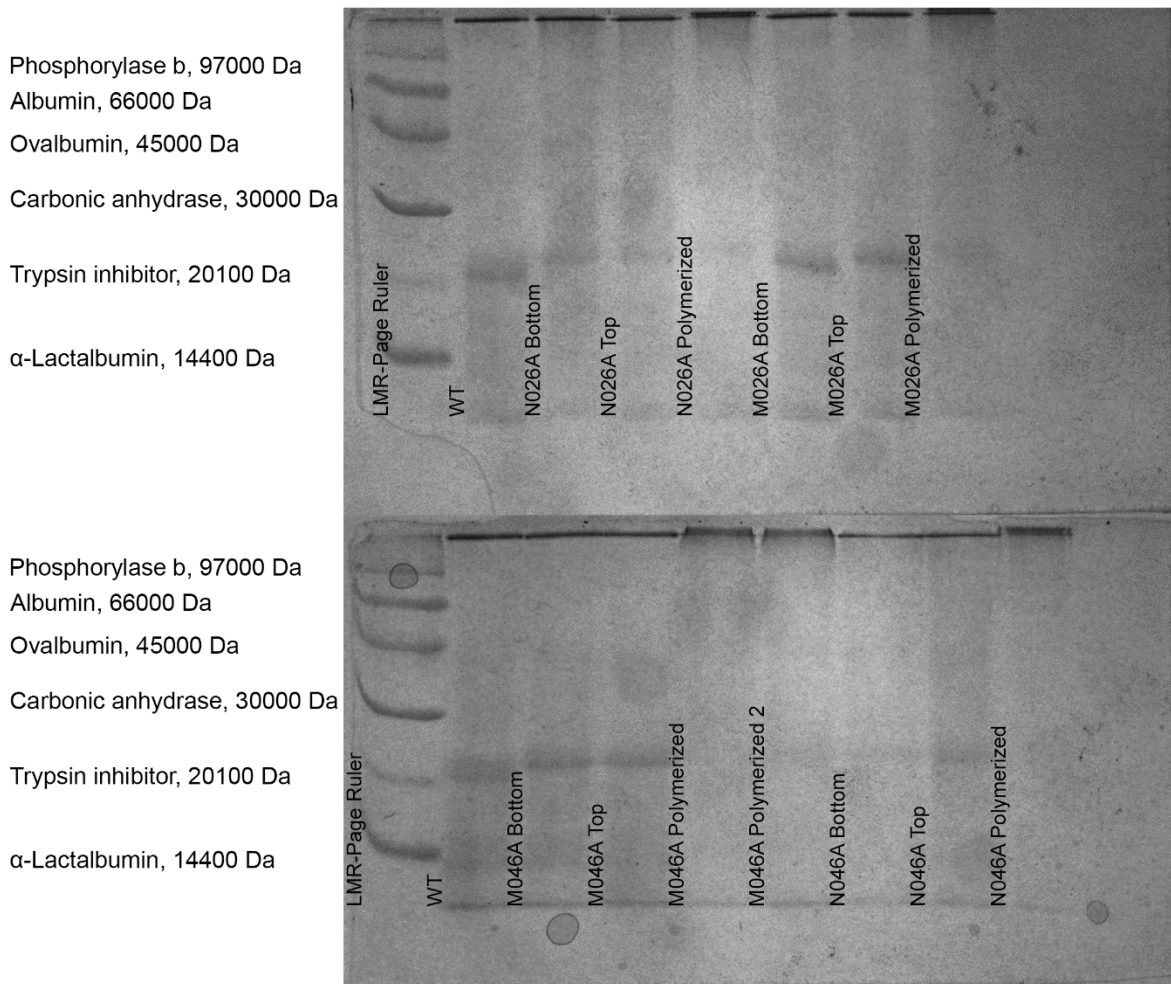 Phosphorylase b, 97000 Da
Albumin, 66000 Da
Ovalbumin, 45000 Da
Carbonic anhydrase, 30000 Da
Trypsin inhibitor, 20100 Da
α-Lactalbumin, 14400 Da
LMR-Page Ruler
WT
N026A Bottom
N026A Top
N026A Polymerized
M026A Bottom
M026A Top
M026A Polymerized
Phosphorylase b, 97000 Da
Albumin, 66000 Da
Ovalbumin, 45000 Da
Carbonic anhydrase, 30000 Da
Trypsin inhibitor, 20100 Da
α-Lactalbumin, 14400 Da
LMR-Page Ruler
WT
M046A Bottom
M046A Top
M046A Polymerized
M046A Polymerized 2
N046A Bottom
N046A Top
N046A Polymerized